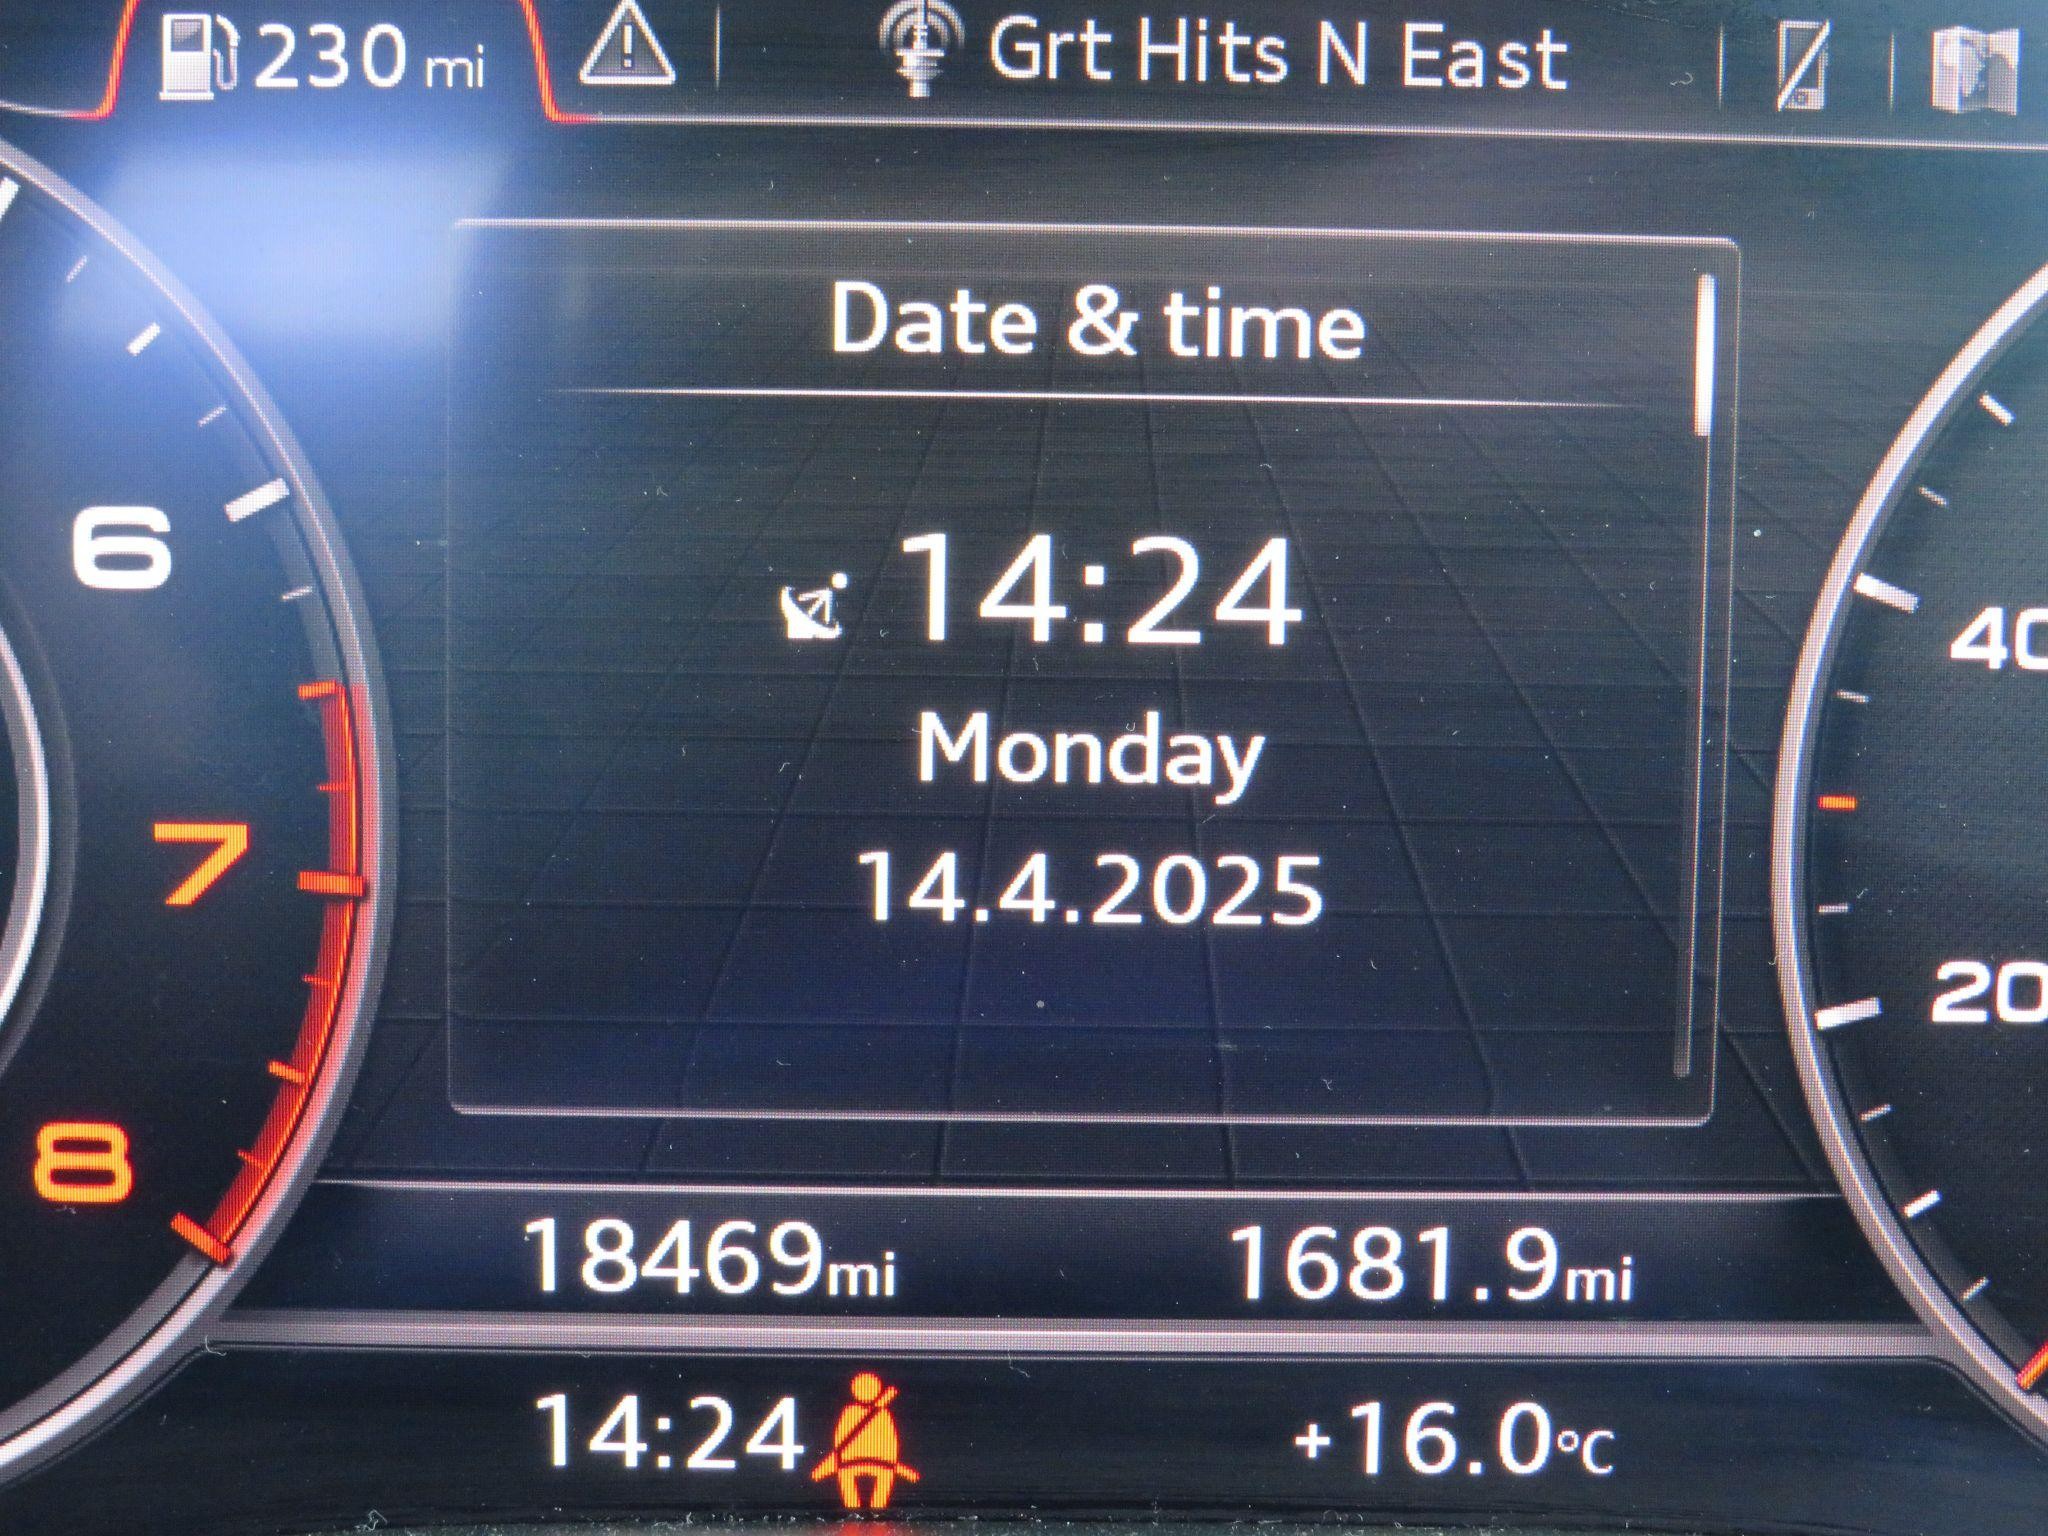 230 mi
Grt Hits N East
Date & time
14:24
Monday
14.4.2025
6
7
8
40
20
18469mi
1681.9mi
14:24
+16.0°C